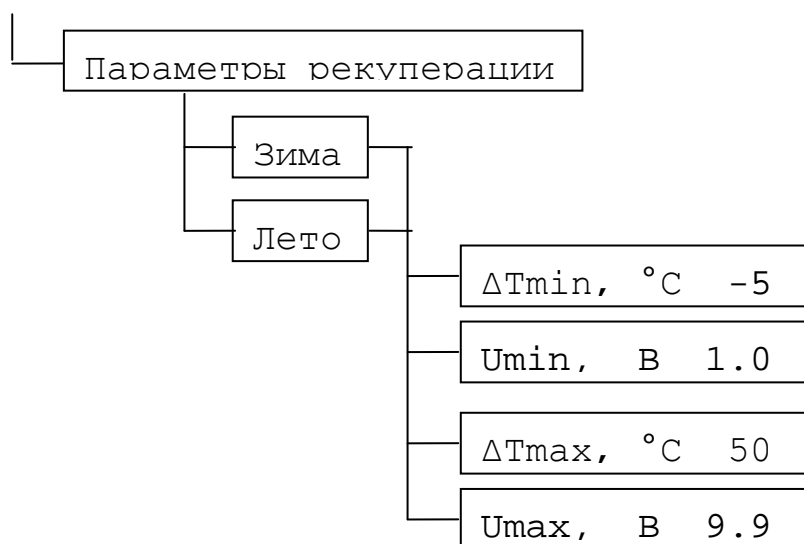 Параметры рекуперации
Зима
Лето
ΔTmin, °C -5
Umin, В 1.0
ΔTmax, °C 50
Umax, В 9.9